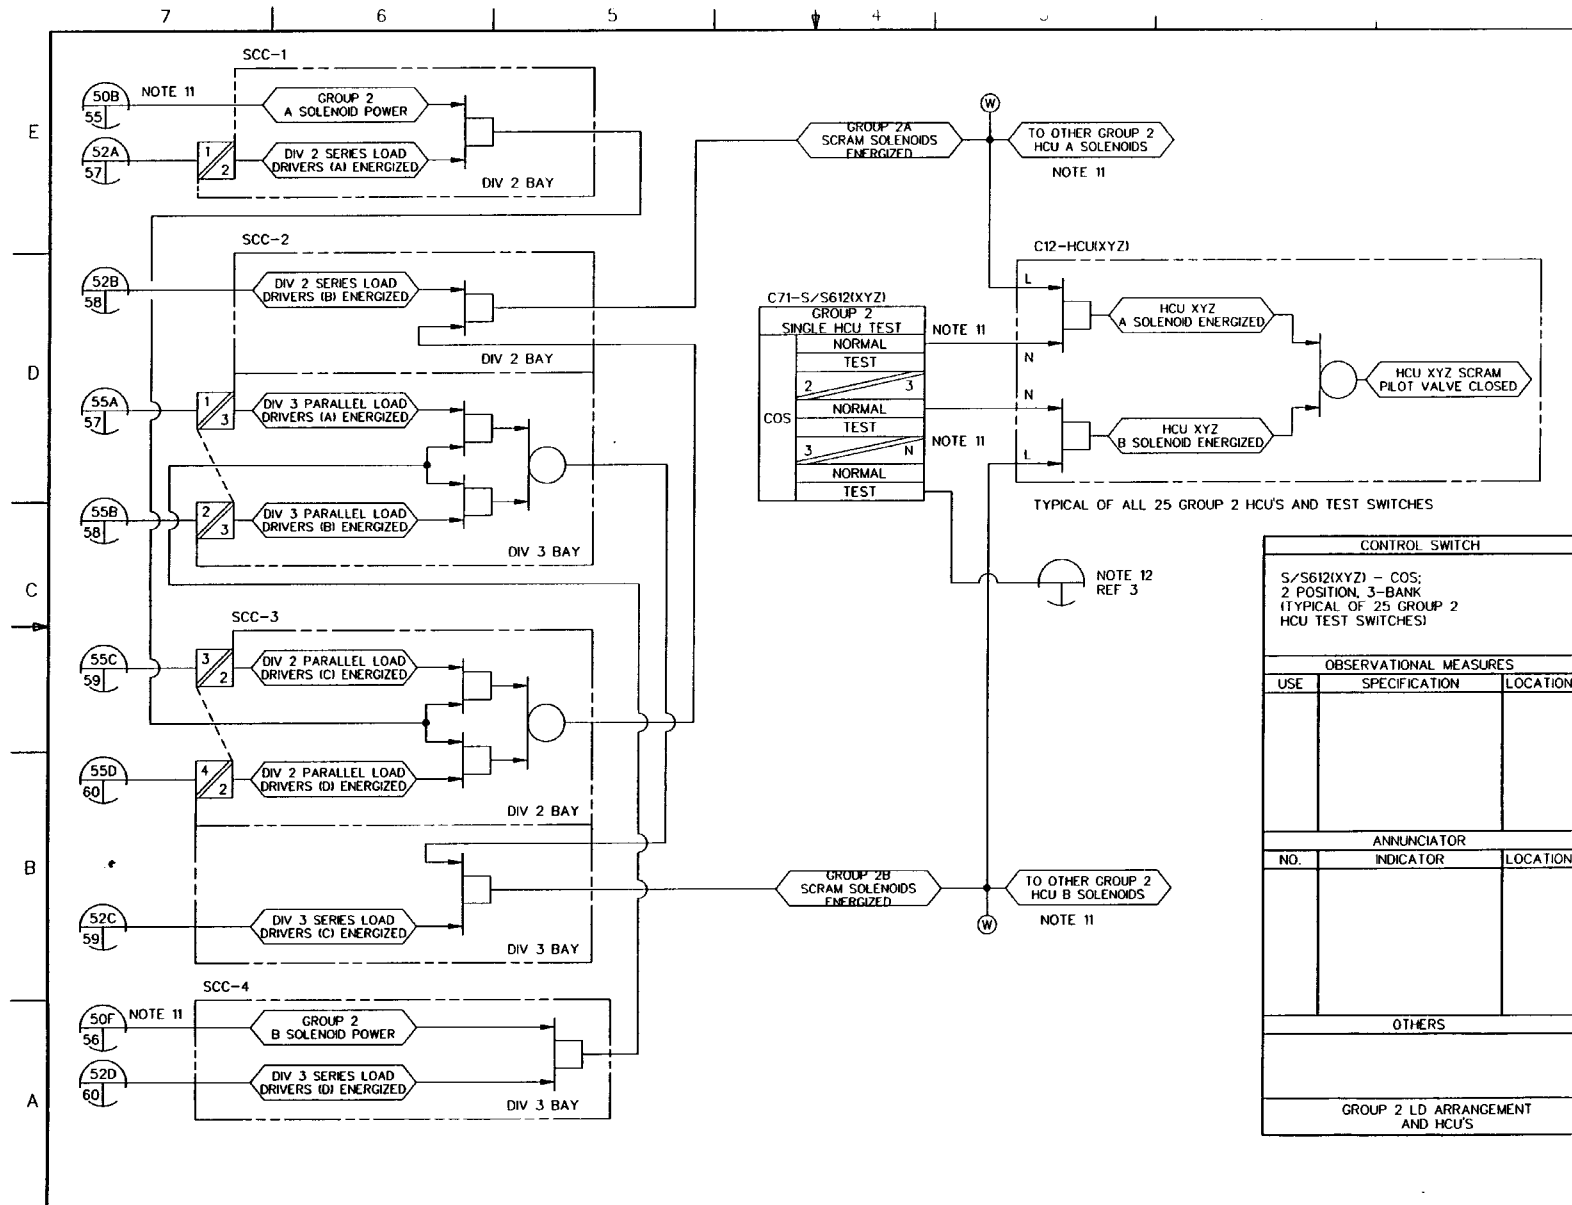 7 6 5 4
E
D
C
B
A
SCC-1
50B
55
NOTE 11
GROUP 2
A SOLENOID POWER
52A
57
1
2
DIV 2 SERIES LOAD
DRIVERS (A) ENERGIZED
DIV 2 BAY
SCC-2
52B
58
DIV 2 SERIES LOAD
DRIVERS (B) ENERGIZED
DIV 2 BAY
55A
57
1
3
DIV 3 PARALLEL LOAD
DRIVERS (A) ENERGIZED
55B
58
2
3
DIV 3 PARALLEL LOAD
DRIVERS (B) ENERGIZED
DIV 3 BAY
SCC-3
55C
59
3
2
DIV 2 PARALLEL LOAD
DRIVERS (C) ENERGIZED
55D
60
4
2
DIV 2 PARALLEL LOAD
DRIVERS (D) ENERGIZED
DIV 2 BAY
52C
59
DIV 3 SERIES LOAD
DRIVERS (C) ENERGIZED
DIV 3 BAY
SCC-4
50F
56
NOTE 11
GROUP 2
B SOLENOID POWER
52D
60
DIV 3 SERIES LOAD
DRIVERS (D) ENERGIZED
DIV 3 BAY
GROUP 2A
SCRAM SOLENOIDS
ENERGIZED
W
TO OTHER GROUP 2
HCU A SOLENOIDS
NOTE 11
C71-S/S612(XYZ)
GROUP 2
SINGLE HCU TEST
COS
NORMAL
TEST
2 3
NORMAL
TEST
3 N
NORMAL
TEST
NOTE 11
NOTE 11
C12-HCU(XYZ)
L
N
N
L
HCU XYZ
A SOLENOID ENERGIZED
HCU XYZ
B SOLENOID ENERGIZED
HCU XYZ SCRAM
PILOT VALVE CLOSED
TYPICAL OF ALL 25 GROUP 2 HCU'S AND TEST SWITCHES
NOTE 12
REF 3
GROUP 2B
SCRAM SOLENOIDS
ENERGIZED
TO OTHER GROUP 2
HCU B SOLENOIDS
W
NOTE 11
CONTROL SWITCH
S/S612(XYZ) - COS;
2 POSITION, 3-BANK
(TYPICAL OF 25 GROUP 2
HCU TEST SWITCHES)
OBSERVATIONAL MEASURES
USE SPECIFICATION LOCATION
ANNUNCIATOR
NO. INDICATOR LOCATION
OTHERS
GROUP 2 LD ARRANGEMENT
AND HCU'S